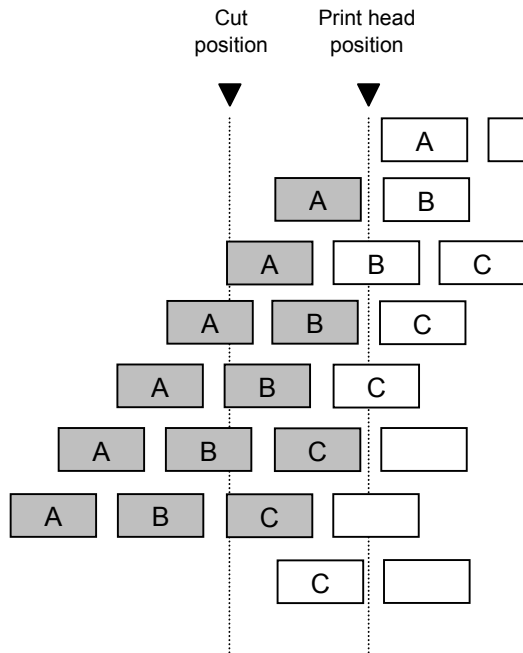 Cut
position
Print head
position
A
A B
A B C
A B C
A B C
A B C
A B C
C